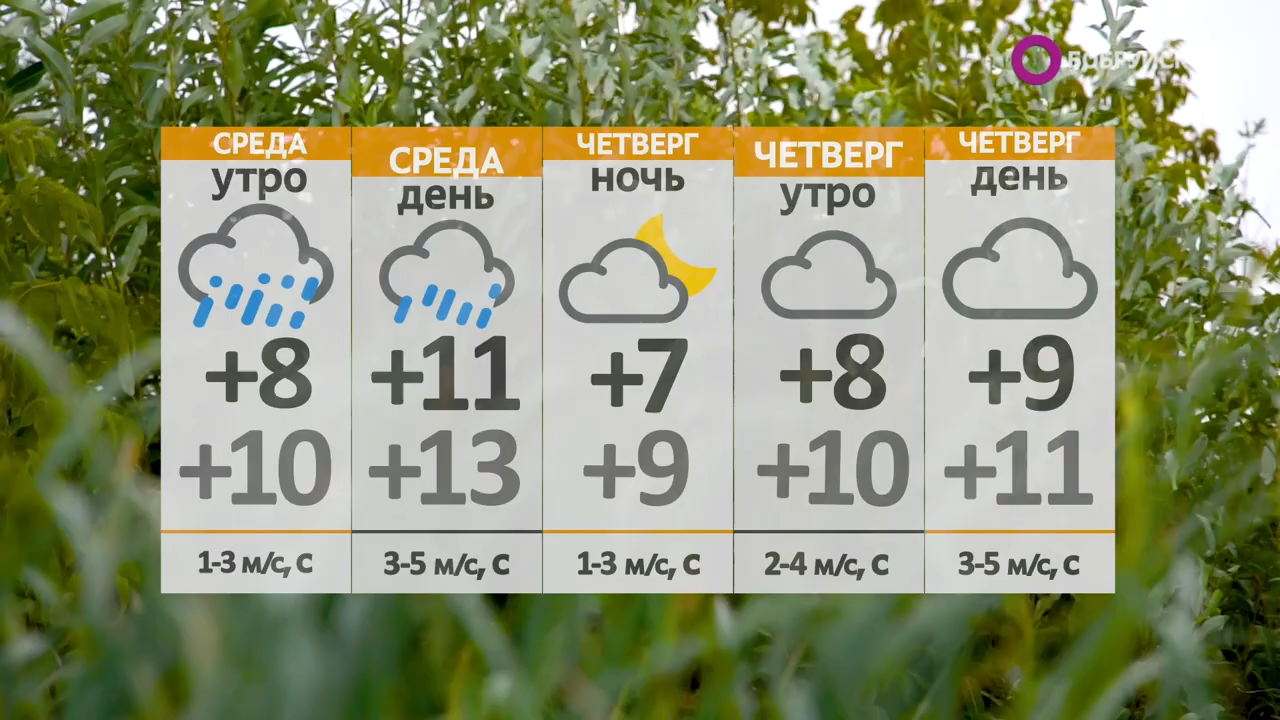 БОБРУЙСК
СРЕДА
утро
+8
+10
1-3 м/с, С
СРЕДА
день
+11
+13
3-5 м/с, С
ЧЕТВЕРГ
ночь
+7
+9
1-3 м/с, С
ЧЕТВЕРГ
утро
+8
+10
2-4 м/с, С
ЧЕТВЕРГ
день
+9
+11
3-5 м/с, С